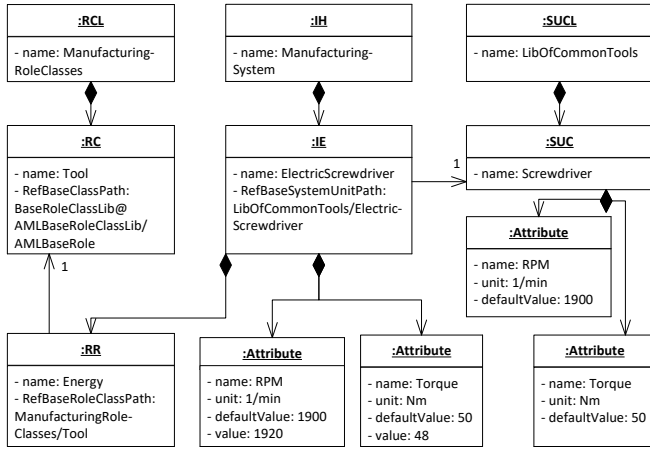 :RCL
- name: Manufacturing-
RoleClasses
:IH
- name: Manufacturing-
System
:SUCL
- name: LibOfCommonTools
:RC
- name: Tool
- RefBaseClassPath:
BaseRoleClassLib@
AMLBaseRoleClassLib/
AMLBaseRole
:IE
- name: ElectricScrewdriver
- RefBaseSystemUnitPath:
LibOfCommonTools/Electric-
Screwdriver
1
:SUC
- name: Screwdriver
:Attribute
- name: RPM
- unit: 1/min
- defaultValue: 1900
1
:RR
- name: Energy
- RefBaseRoleClassPath:
ManufacturingRole-
Classes/Tool
:Attribute
- name: RPM
- unit: 1/min
- defaultValue: 1900
- value: 1920
:Attribute
- name: Torque
- unit: Nm
- defaultValue: 50
- value: 48
:Attribute
- name: Torque
- unit: Nm
- defaultValue: 50